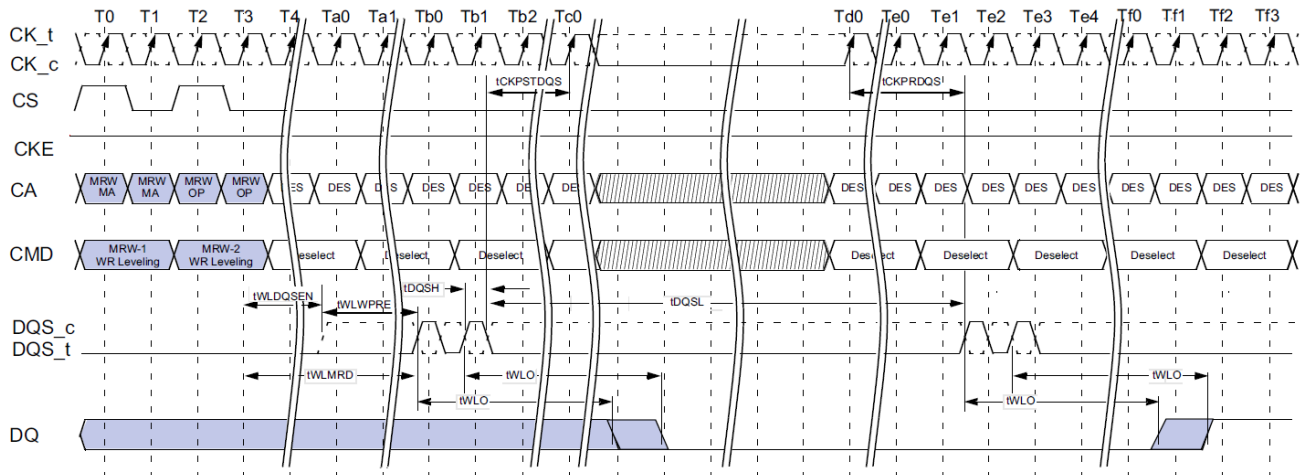 T0 T1 T2 T3 T4 Ta0 Ta1 Tb0 Tb1 Tb2 Tc0 Td0 Te0 Te1 Te2 Te3 Te4 Tf0 Tf1 Tf2 Tf3
CK_t
CK_c
tCKPSTDQS tCKPRDQS
CS
CKE
CA MRW MA MRW MA MRW OP MRW OP DES DES DES DES DES DES DES DES DES DES DES DES DES DES DES DES
CMD MRW-1 WR Leveling MRW-2 WR Leveling Deselect Deselect Deselect Deselect Deselect Deselect Deselect Deselect
tWLDQSEN tWLWPRE tDQSH tDQSL
DQS_c
DQS_t
tWLMRD tWLO tWLO
tWLO tWLO
DQ